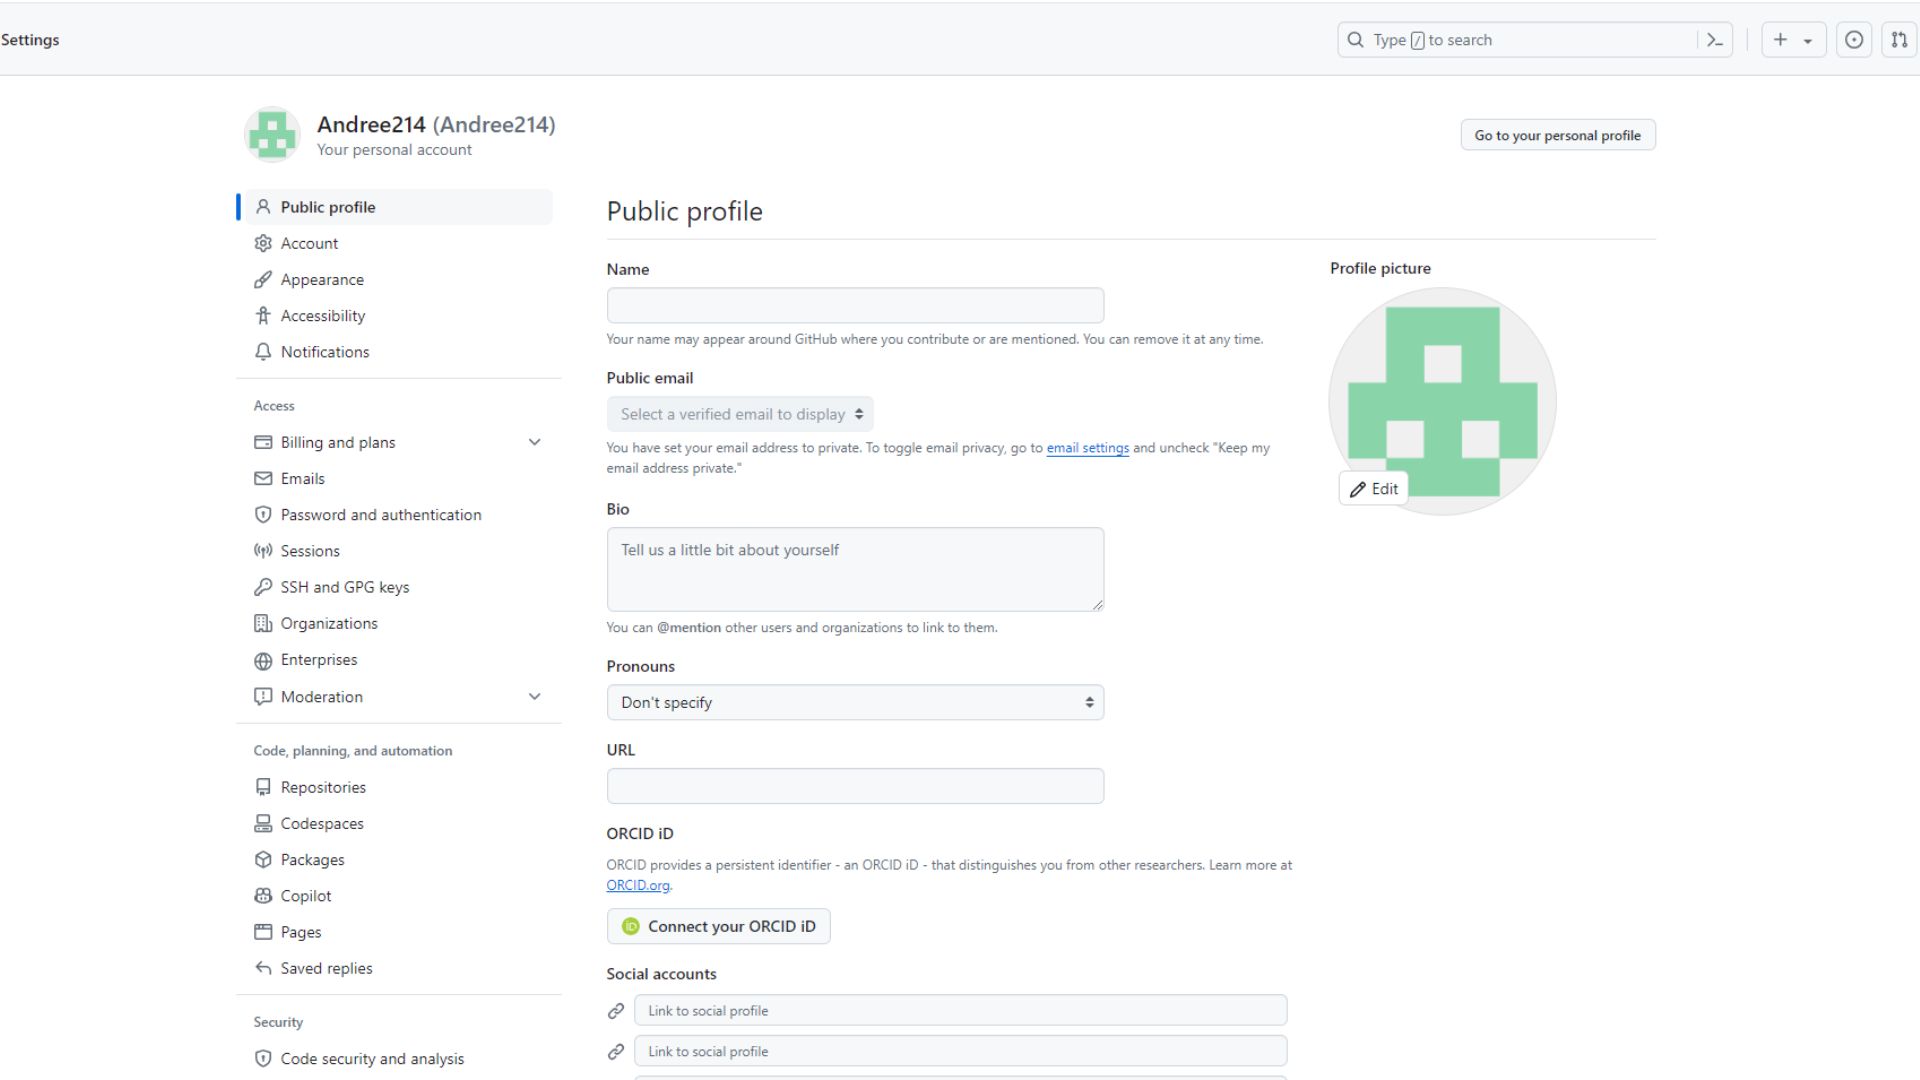 Settings
Type / to search
Andree214 (Andree214)
Your personal account
Go to your personal profile
Public profile
Account
Appearance
Accessibility
Notifications
Access
Billing and plans
Emails
Password and authentication
Sessions
SSH and GPG keys
Organizations
Enterprises
Moderation
Code, planning, and automation
Repositories
Codespaces
Packages
Copilot
Pages
Saved replies
Security
Code security and analysis
Public profile
Name
Your name may appear around GitHub where you contribute or are mentioned. You can remove it at any time.
Public email
Select a verified email to display
You have set your email address to private. To toggle email privacy, go to email settings and uncheck "Keep my
email address private."
Bio
Tell us a little bit about yourself
You can @mention other users and organizations to link to them.
Pronouns
Don't specify
URL
ORCID iD
ORCID provides a persistent identifier - an ORCID iD - that distinguishes you from other researchers. Learn more at
ORCID.org.
iD Connect your ORCID iD
Social accounts
Link to social profile
Link to social profile
Profile picture
Edit